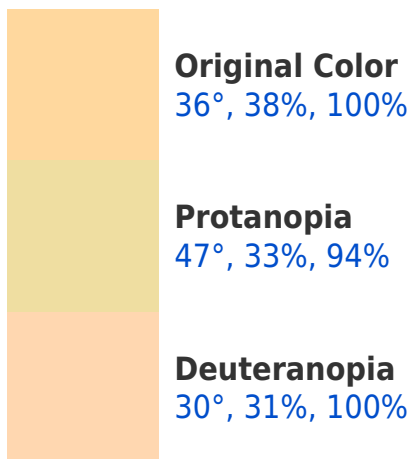 Original Color
36°, 38%, 100%
Protanopia
47°, 33%, 94%
Deuteranopia
30°, 31%, 100%